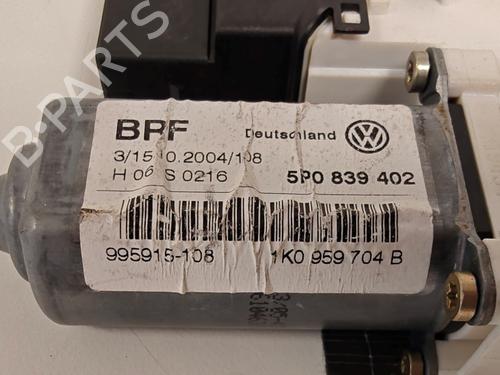 B-PARTS
BRF Deutschland
3/15 0.2004/108
H 06 S 0216 5P0 839 402
995915-108 1K0 959 704 B